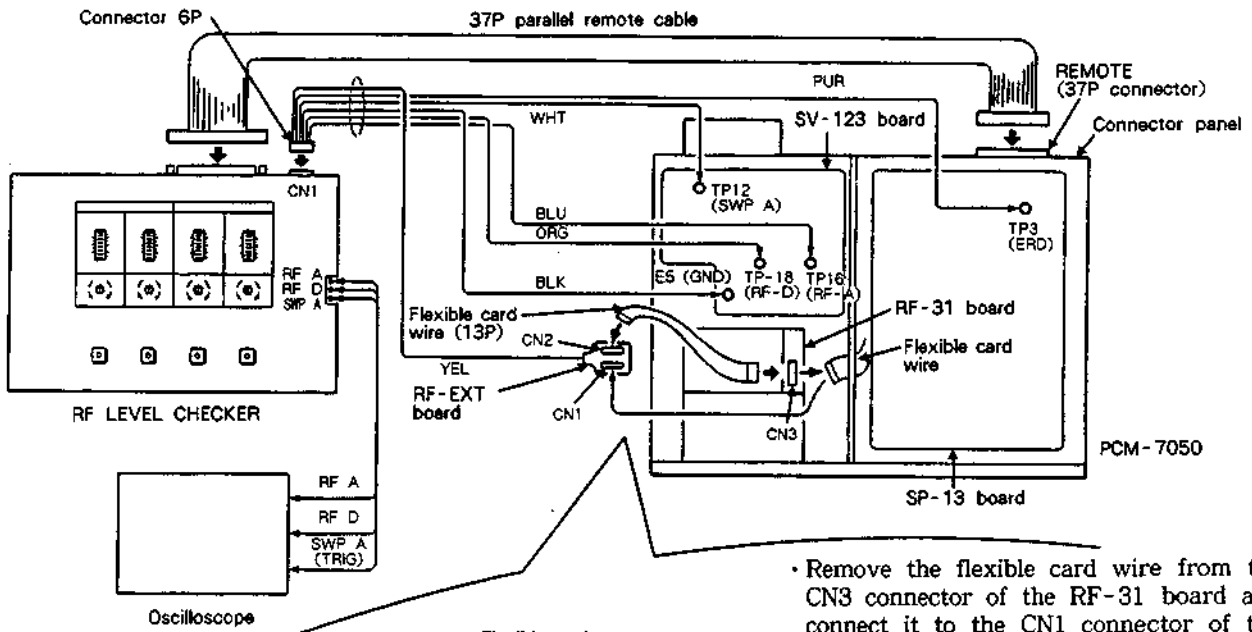 Connector 6P
37P parallel remote cable
PUR
REMOTE
(37P connector)
WHT
SV-123 board
Connector panel
CN1
TP12
(SWP A)
TP3
(ERD)
BLU
ORG
RF A
RF D
SWP A
E5 (GND)
TP-18
(RF-D)
TP16
(RF-A)
BLK
Flexible card
wire (13P)
RF-31 board
CN2
Flexible card
wire
YEL
RF-EXT
board
CN1
CN3
RF LEVEL CHECKER
PCM-7050
SP-13 board
RF A
RF D
SWP A
(TRIG)
Oscilloscope
· Remove the flexible card wire from
CN3 connector of the RF-31 board
connect it to the CN1 connector of